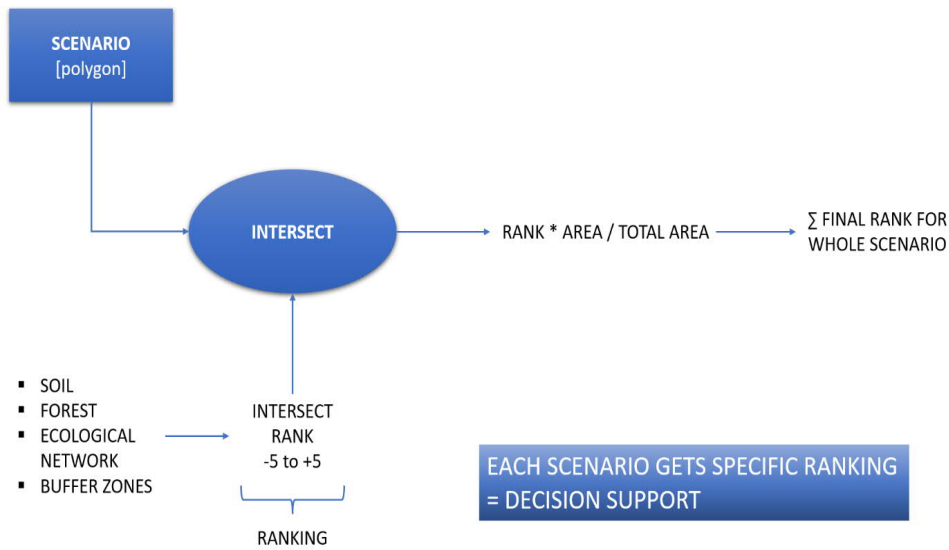 SCENARIO
[polygon]
INTERSECT
RANK * AREA / TOTAL AREA
∑ FINAL RANK FOR
WHOLE SCENARIO
▪ SOIL
▪ FOREST
▪ ECOLOGICAL
NETWORK
▪ BUFFER ZONES
INTERSECT
RANK
-5 to +5
RANKING
EACH SCENARIO GETS SPECIFIC RANKING
= DECISION SUPPORT